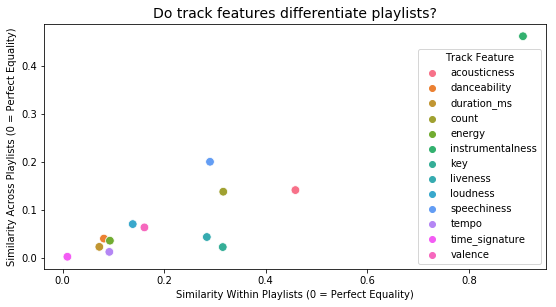 Do track features differentiate playlists?
Similarity Across Playlists (0 = Perfect Equality)
0.4
0.3
0.2
0.1
0.0
Track Feature
acousticness
danceability
duration_ms
count
energy
instrumentalness
key
liveness
loudness
speechiness
tempo
time_signature
valence
0.0 0.2 0.4 0.6 0.8
Similarity Within Playlists (0 = Perfect Equality)